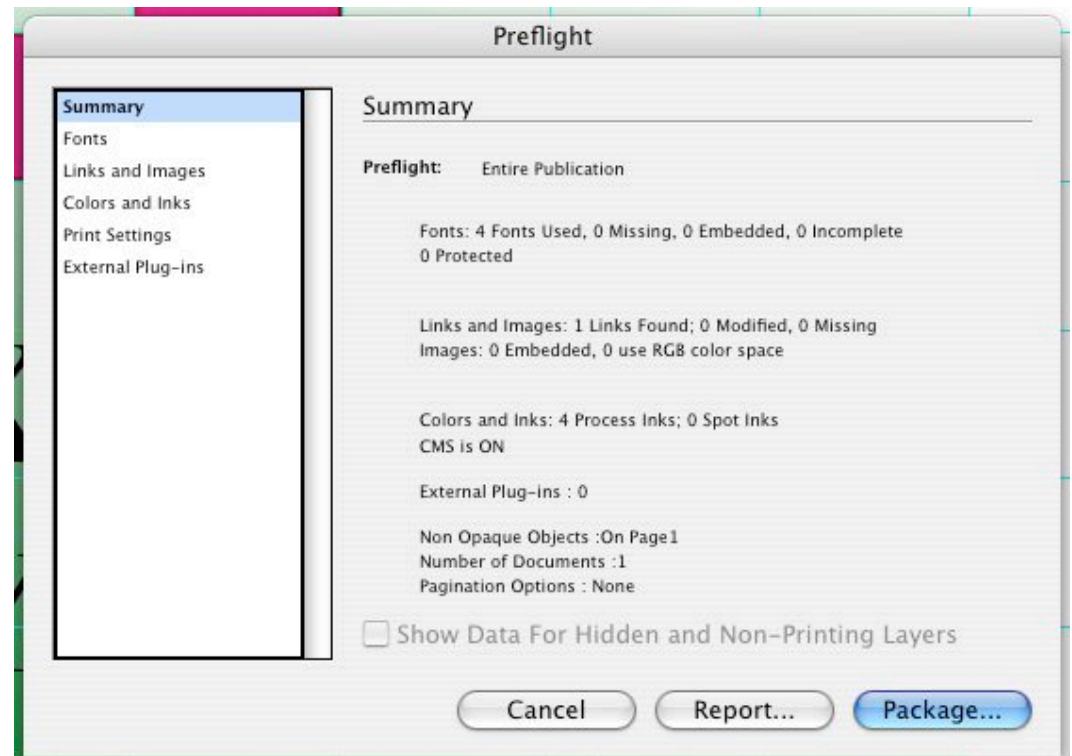 Preflight
Summary
Fonts
Links and Images
Colors and Inks
Print Settings
External Plug-ins
Summary
Preflight: Entire Publication
Fonts: 4 Fonts Used, 0 Missing, 0 Embedded, 0 Incomplete
0 Protected
Links and Images: 1 Links Found; 0 Modified, 0 Missing
Images: 0 Embedded, 0 use RGB color space
Colors and Inks: 4 Process Inks; 0 Spot Inks
CMS is ON
External Plug-ins : 0
Non Opaque Objects :On Page1
Number of Documents :1
Pagination Options : None
Show Data For Hidden and Non-Printing Layers
Cancel Report... Package...